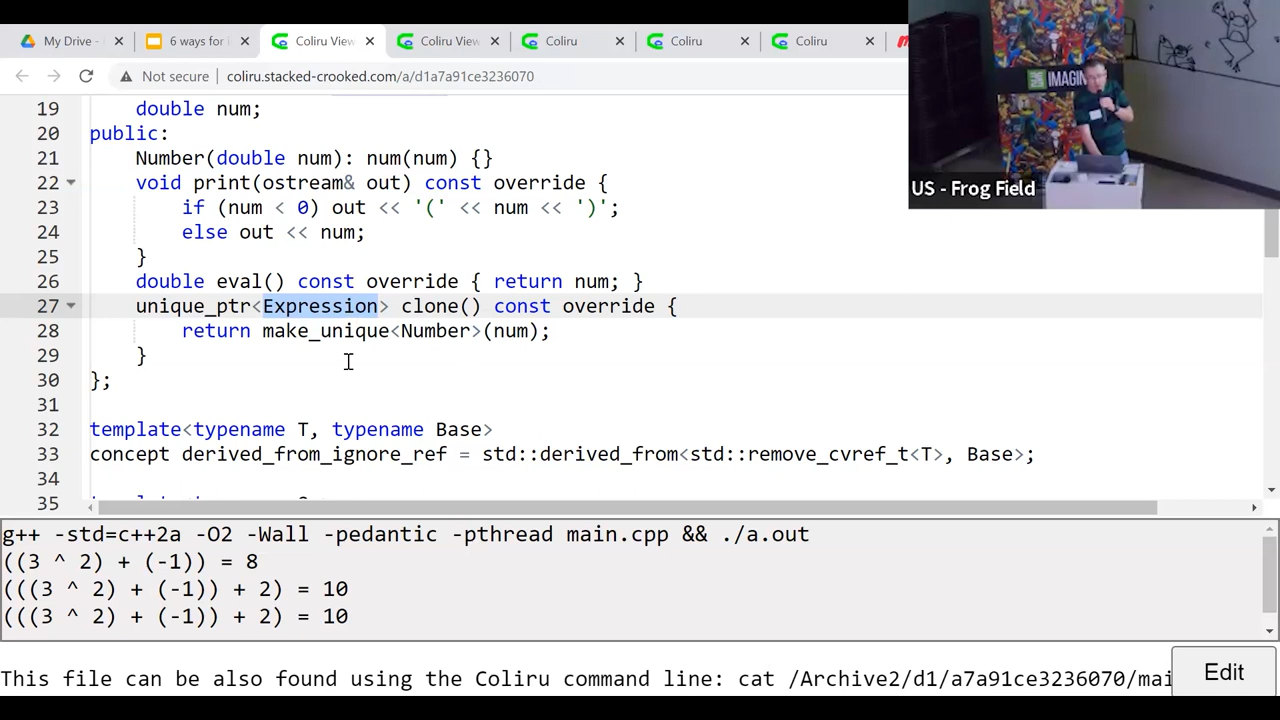 My Drive -
6 ways for i
Coliru View
Coliru View
Coliru
Coliru
Coliru
Not secure
coliru.stacked-crooked.com/a/d1a7a91ce3236070
IMAGIN
US - Frog Field
19 double num;
20 public:
21 Number(double num): num(num) {}
22 void print(ostream& out) const override {
23 if (num < 0) out << '(' << num << ')';
24 else out << num;
25 }
26 double eval() const override { return num; }
27 unique_ptr<Expression> clone() const override {
28 return make_unique<Number>(num);
29 }
30 };
31
32 template<typename T, typename Base>
33 concept derived_from_ignore_ref = std::derived_from<std::remove_cvref_t<T>, Base>;
34
35
g++ -std=c++2a -O2 -Wall -pedantic -pthread main.cpp && ./a.out
((3 ^ 2) + (-1)) = 8
(((3 ^ 2) + (-1)) + 2) = 10
(((3 ^ 2) + (-1)) + 2) = 10
This file can be also found using the Coliru command line: cat /Archive2/d1/a7a91ce3236070/mai
Edit